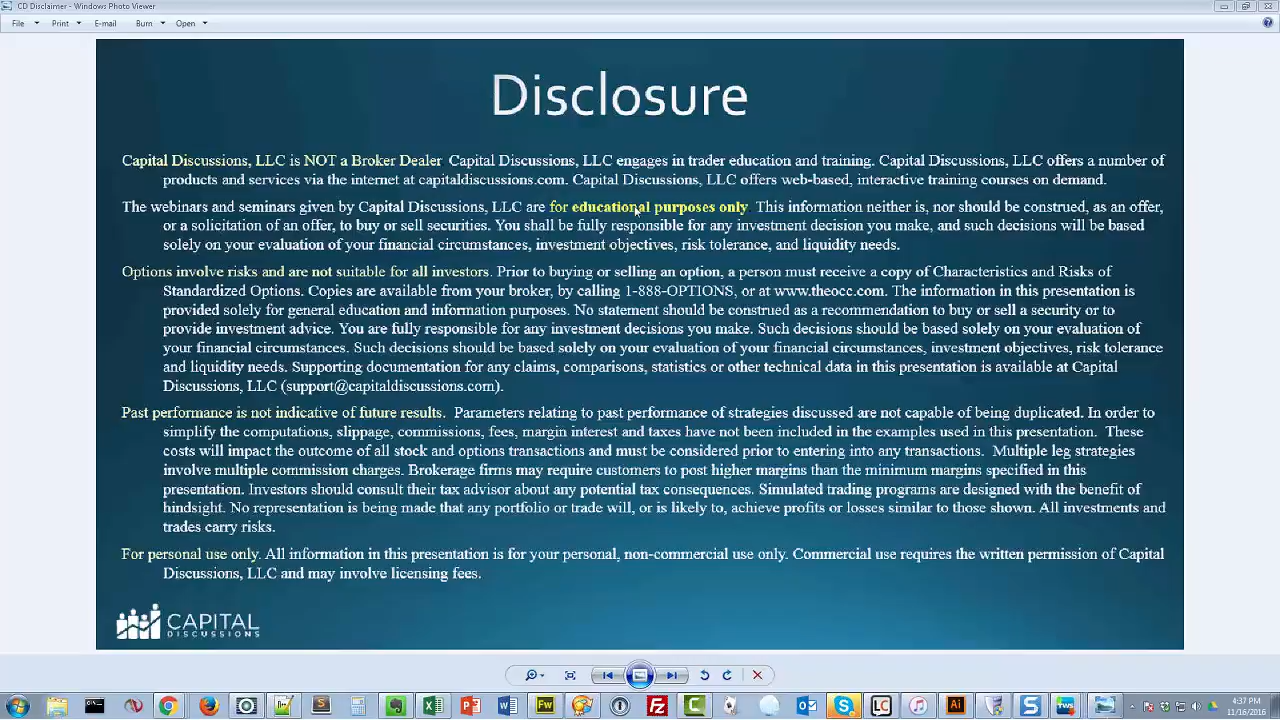 CD Disclaimer - Windows Photo Viewer
File Print E-mail Burn Open
Disclosure
Capital Discussions, LLC is NOT a Broker Dealer Capital Discussions, LLC engages in trader education and training. Capital Discussions, LLC offers a number of
products and services via the internet at capitaldiscussions.com. Capital Discussions, LLC offers web-based, interactive training courses on demand.
The webinars and seminars given by Capital Discussions, LLC are for educational purposes only. This information neither is, nor should be construed, as an offer,
or a solicitation of an offer, to buy or sell securities. You shall be fully responsible for any investment decision you make, and such decisions will be based
solely on your evaluation of your financial circumstances, investment objectives, risk tolerance, and liquidity needs.
Options involve risks and are not suitable for all investors. Prior to buying or selling an option, a person must receive a copy of Characteristics and Risks of
Standardized Options. Copies are available from your broker, by calling 1-888-OPTIONS, or at www.theocc.com. The information in this presentation is
provided solely for general education and information purposes. No statement should be construed as a recommendation to buy or sell a security or to
provide investment advice. You are fully responsible for any investment decisions you make. Such decisions should be based solely on your evaluation of
your financial circumstances. Such decisions should be based solely on your evaluation of your financial circumstances, investment objectives, risk tolerance
and liquidity needs. Supporting documentation for any claims, comparisons, statistics or other technical data in this presentation is available at Capital
Discussions, LLC (support@capitaldiscussions.com).
Past performance is not indicative of future results. Parameters relating to past performance of strategies discussed are not capable of being duplicated. In order to
simplify the computations, slippage, commissions, fees, margin interest and taxes have not been included in the examples used in this presentation. These
costs will impact the outcome of all stock and options transactions and must be considered prior to entering into any transactions. Multiple leg strategies
involve multiple commission charges. Brokerage firms may require customers to post higher margins than the minimum margins specified in this
presentation. Investors should consult their tax advisor about any potential tax consequences. Simulated trading programs are designed with the benefit of
hindsight. No representation is being made that any portfolio or trade will, or is likely to, achieve profits or losses similar to those shown. All investments and
trades carry risks.
For personal use only. All information in this presentation is for your personal, non-commercial use only. Commercial use requires the written permission of Capital
Discussions, LLC and may involve licensing fees.
CAPITAL
DISCUSSIONS
4:37 PM
11/16/2016